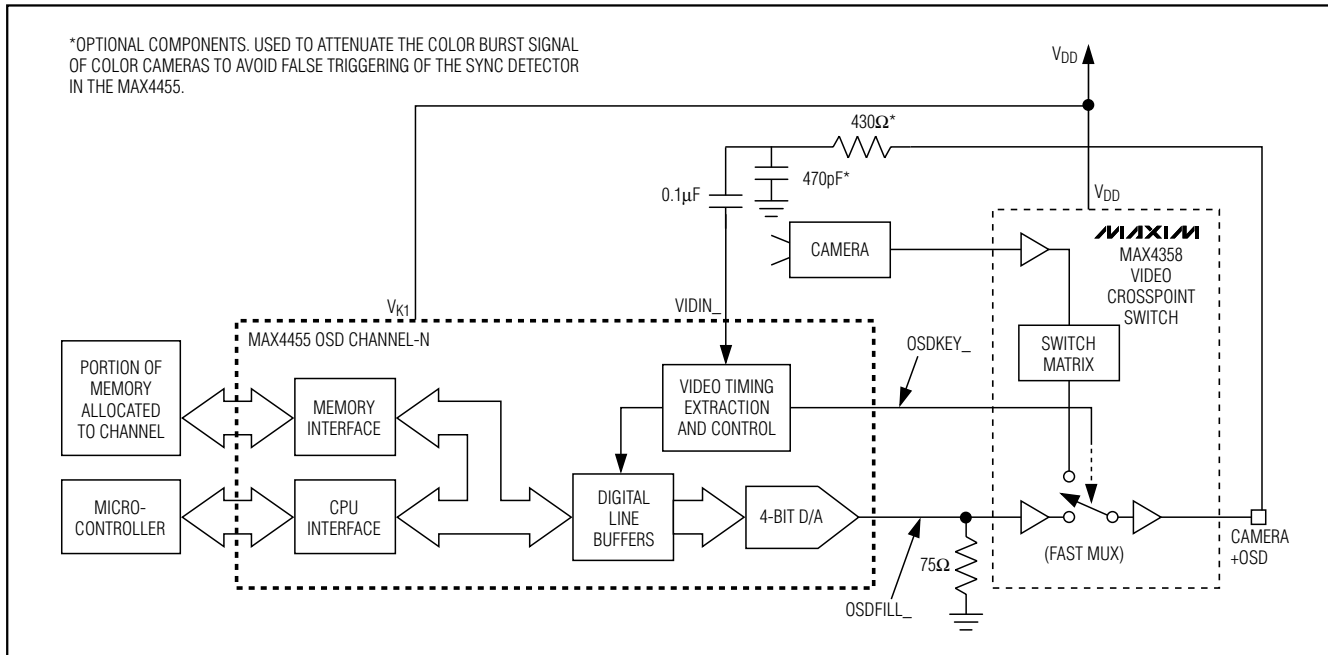 *OPTIONAL COMPONENTS. USED TO ATTENUATE THE COLOR BURST SIGNAL
OF COLOR CAMERAS TO AVOID FALSE TRIGGERING OF THE SYNC DETECTOR
IN THE MAX4455.
VDD
430Ω*
470pF*
0.1µF
VDD
MAXIM
MAX4358
VIDEO
CROSSPOINT
SWITCH
CAMERA
VK1
VIDIN_
MAX4455 OSD CHANNEL-N
OSDKEY_
SWITCH
MATRIX
PORTION OF
MEMORY
ALLOCATED
TO CHANNEL
MEMORY
INTERFACE
VIDEO TIMING
EXTRACTION
AND CONTROL
MICRO-
CONTROLLER
CPU
INTERFACE
DIGITAL
LINE
BUFFERS
4-BIT D/A
75Ω
(FAST MUX)
CAMERA
+OSD
OSDFILL_